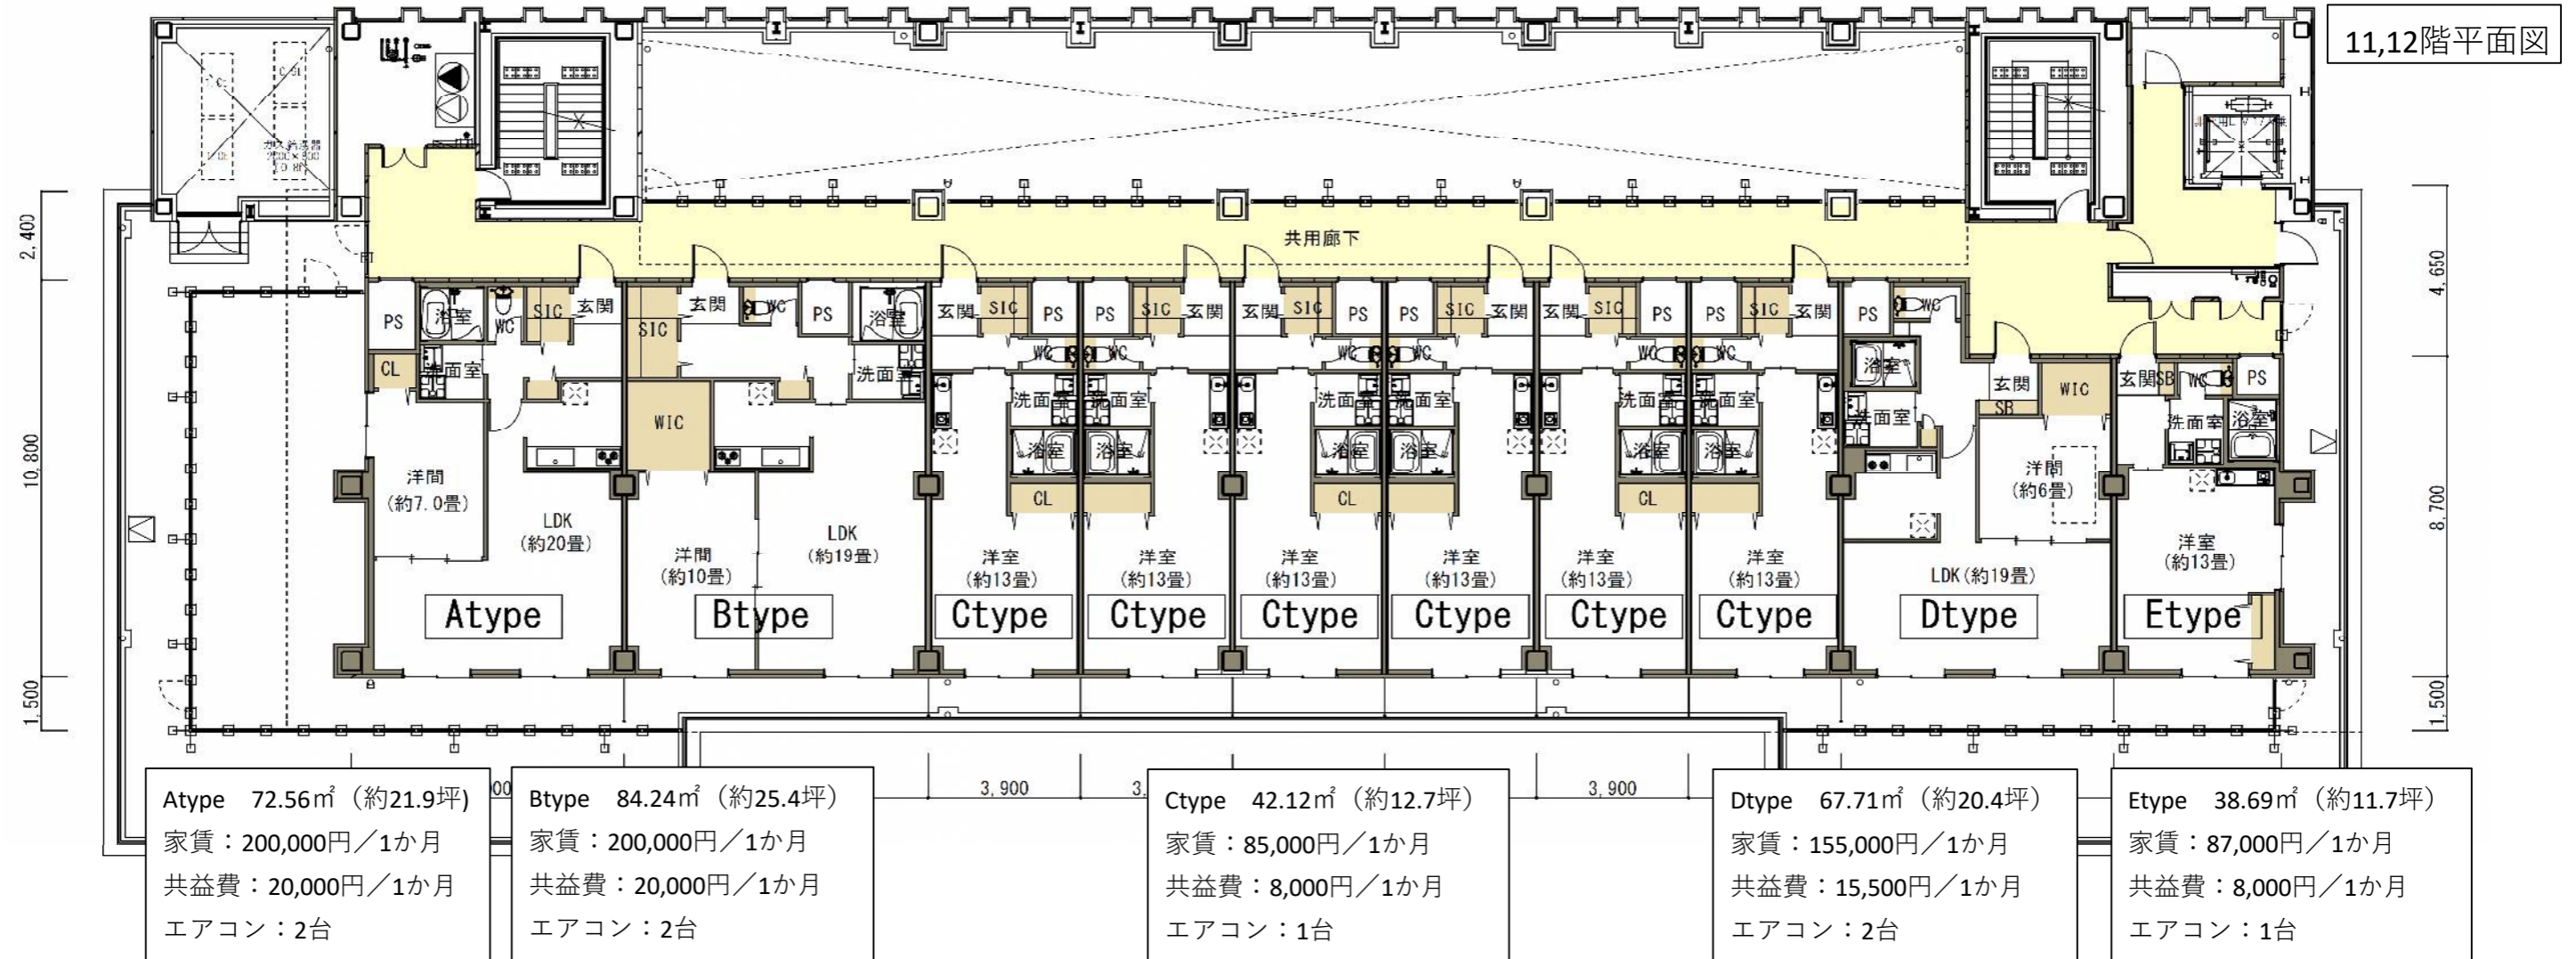 11,12階平面図
2,400
共用廊下
4,650
浴室
WC
SIC
玄関
SIC
玄関
WC
PS
浴室
玄関
SIC
PS
PS
SIC
玄関
玄関
SIC
PS
PS
SIC
玄関
玄関
SIC
PS
PS
SIC
玄関
PS
WC
PS
CL
洗面室
洗面室
WC
WC
WC
WC
WC
WC
浴室
玄関
SB
WIC
玄関
SB
WC
PS
WIC
洗面室
洗面室
洗面室
洗面室
洗面室
洗面室
洗面室
洗面室
浴室
浴室
浴室
浴室
浴室
浴室
浴室
10,800
洋間
(約7.0畳)
CL
CL
CL
洋間
(約6畳)
8,700
LDK
(約20畳)
洋間
(約10畳)
LDK
(約19畳)
洋室
(約13畳)
洋室
(約13畳)
洋室
(約13畳)
洋室
(約13畳)
洋室
(約13畳)
洋室
(約13畳)
LDK(約19畳)
洋室
(約13畳)
Atype
Btype
Ctype
Ctype
Ctype
Ctype
Ctype
Ctype
Dtype
Etype
1,500
1,500
3,900
3,900
Atype 72.56㎡（約21.9坪)
家賃：200,000円／1か月
共益費：20,000円／1か月
エアコン：2台
Btype 84.24㎡（約25.4坪）
家賃：200,000円／1か月
共益費：20,000円／1か月
エアコン：2台
Ctype 42.12㎡（約12.7坪）
家賃：85,000円／1か月
共益費：8,000円／1か月
エアコン：1台
Dtype 67.71㎡（約20.4坪）
家賃：155,000円／1か月
共益費：15,500円／1か月
エアコン：2台
Etype 38.69㎡（約11.7坪）
家賃：87,000円／1か月
共益費：8,000円／1か月
エアコン：1台